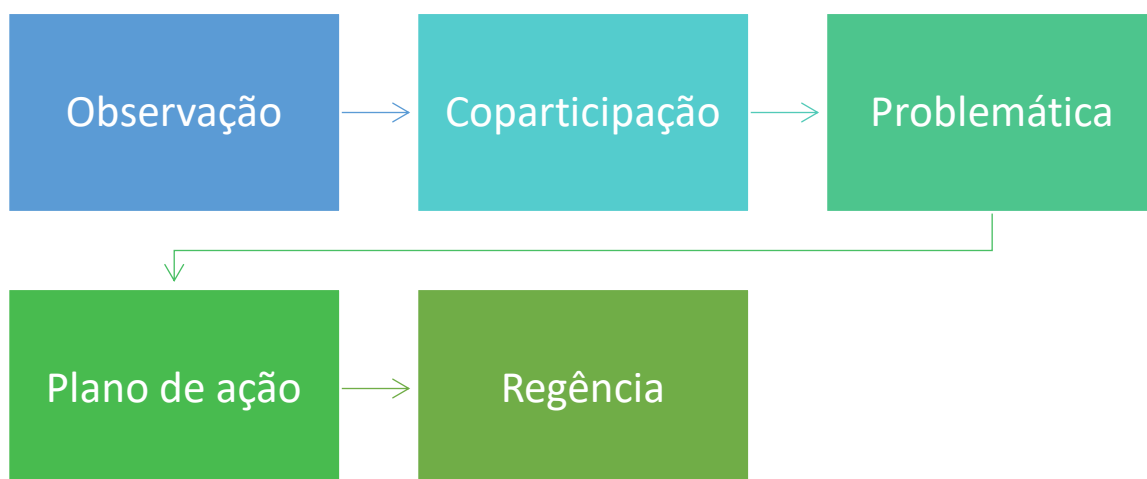 Observação
Coparticipação
Problemática
Plano de ação
Regência